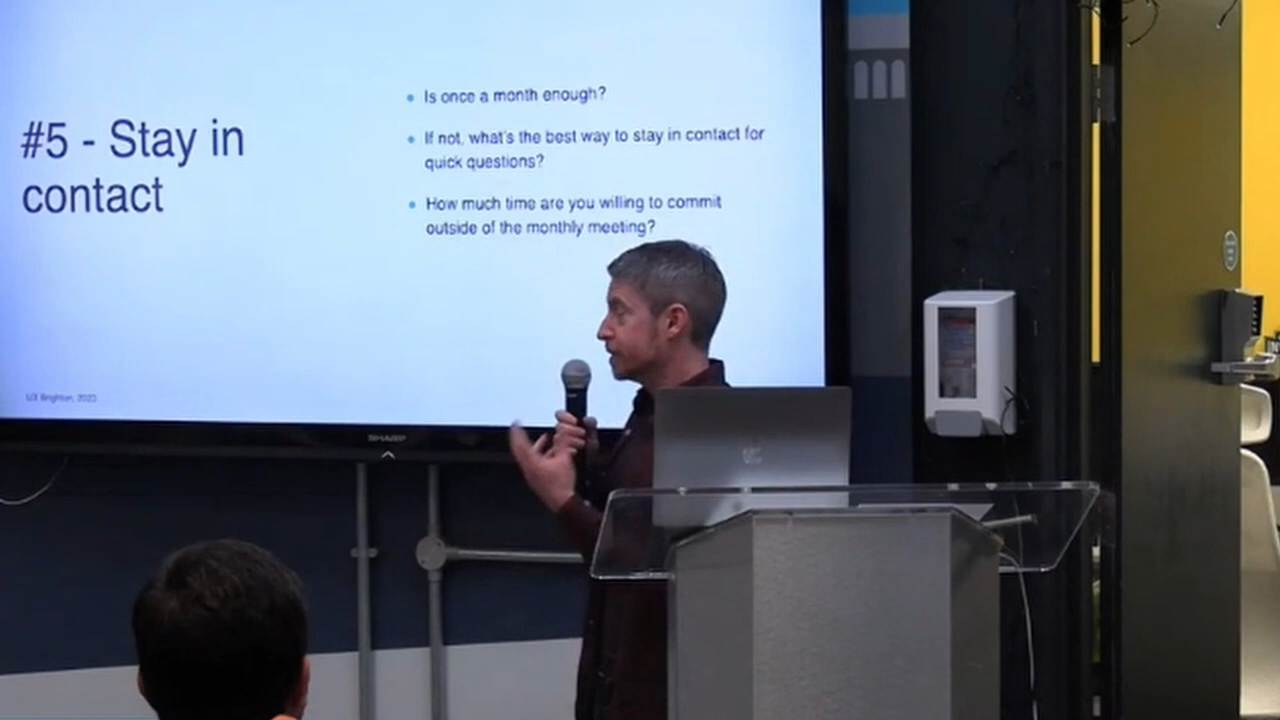 #5 - Stay in
contact
Is once a month enough?
If not, what's the best way to stay in contact for
quick questions?
How much time are you willing to commit
outside of the monthly meeting?
UX Brighton, 2023
SHARP